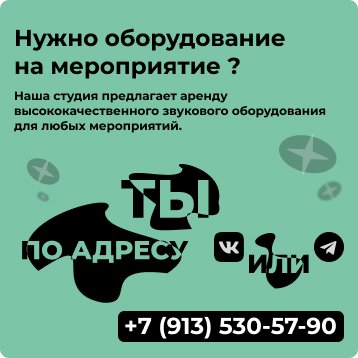 Нужно оборудование
на мероприятие ?
Наша студия предлагает аренду
высококачественного звукового оборудования
для любых мероприятий.
ТЫ
ПО АДРЕСУ
ИЛИ
+7 (913) 530-57-90